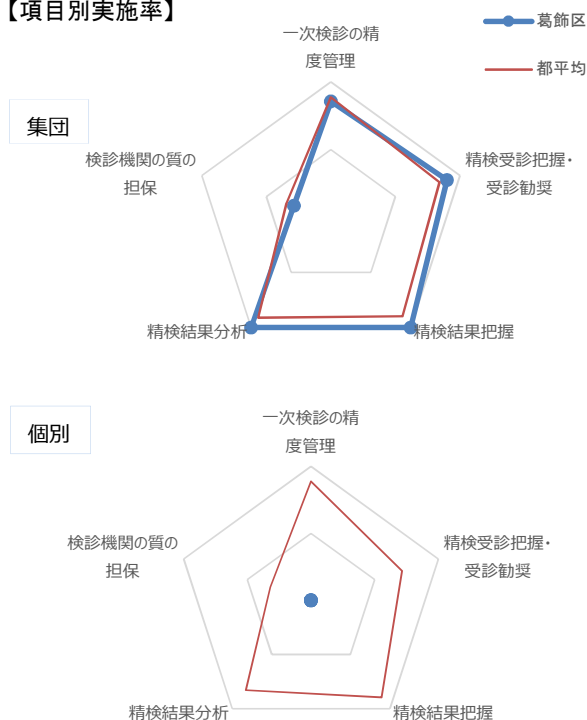 【項目別実施率】
葛飾区
都平均
集団
一次検診の精
度管理
精検受診把握・
受診勧奨
精検結果把握
精検結果分析
検診機関の質の
担保
個別
一次検診の精
度管理
精検受診把握・
受診勧奨
精検結果把握
精検結果分析
検診機関の質の
担保